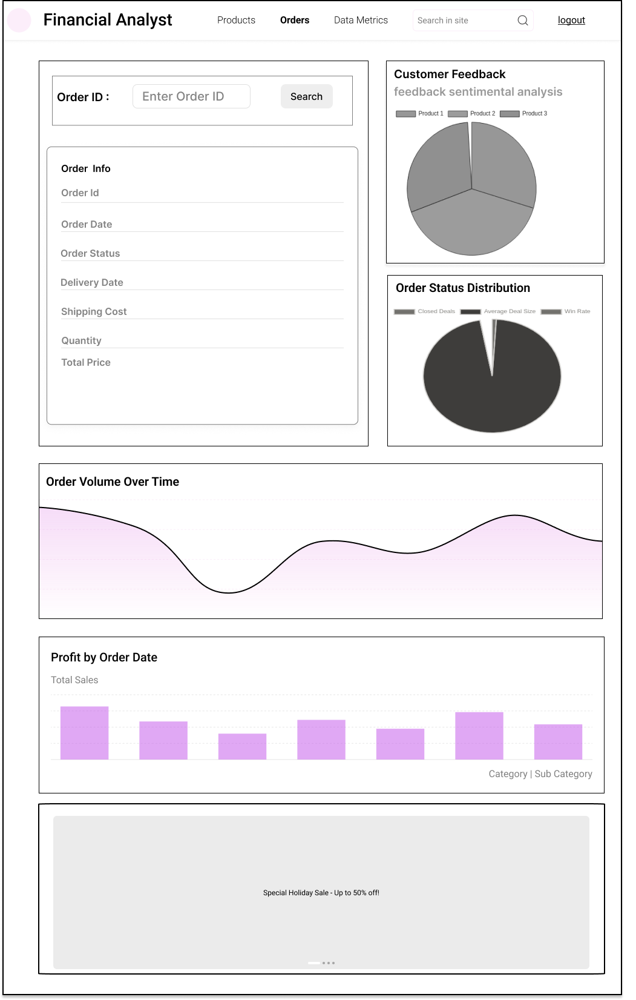 Financial Analyst
Products
Orders
Data Metrics
Search in site
logout
Order ID :
Enter Order ID
Search
Order Info
Order Id
Order Date
Order Status
Delivery Date
Shipping Cost
Quantity
Total Price
Customer Feedback
feedback sentimental analysis
Product 1
Product 2
Product 3
Order Status Distribution
Closed Deals
Average Deal Size
Win Rate
Order Volume Over Time
Profit by Order Date
Total Sales
Category | Sub Category
Special Holiday Sale - Up to 50% off!